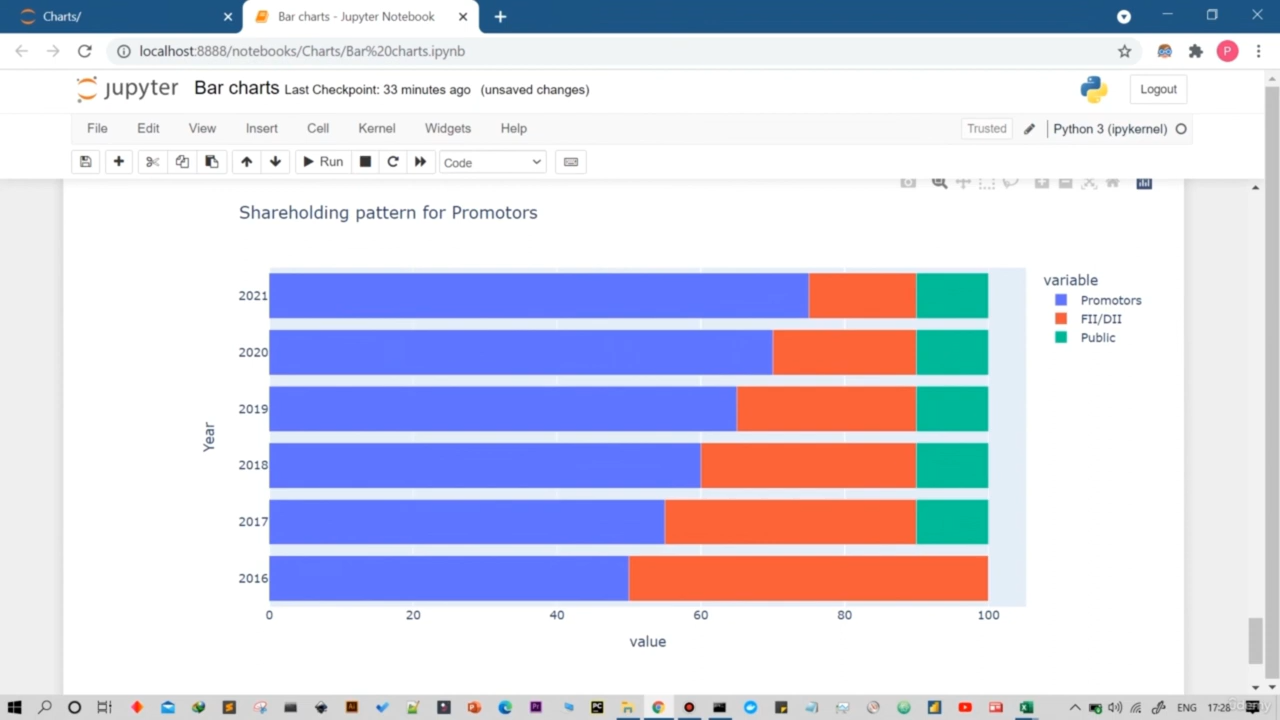 Charts/
Bar charts - Jupyter Notebook
localhost:8888/notebooks/Charts/Bar%20charts.ipynb
P
jupyter Bar charts Last Checkpoint: 33 minutes ago (unsaved changes)
Logout
File Edit View Insert Cell Kernel Widgets Help
Trusted
Python 3 (ipykernel)
Run
Code
Shareholding pattern for Promotors
variable
Promotors
FII/DII
Public
2021
2020
2019
2018
2017
2016
Year
0 20 40 60 80 100
value
ENG 17:28